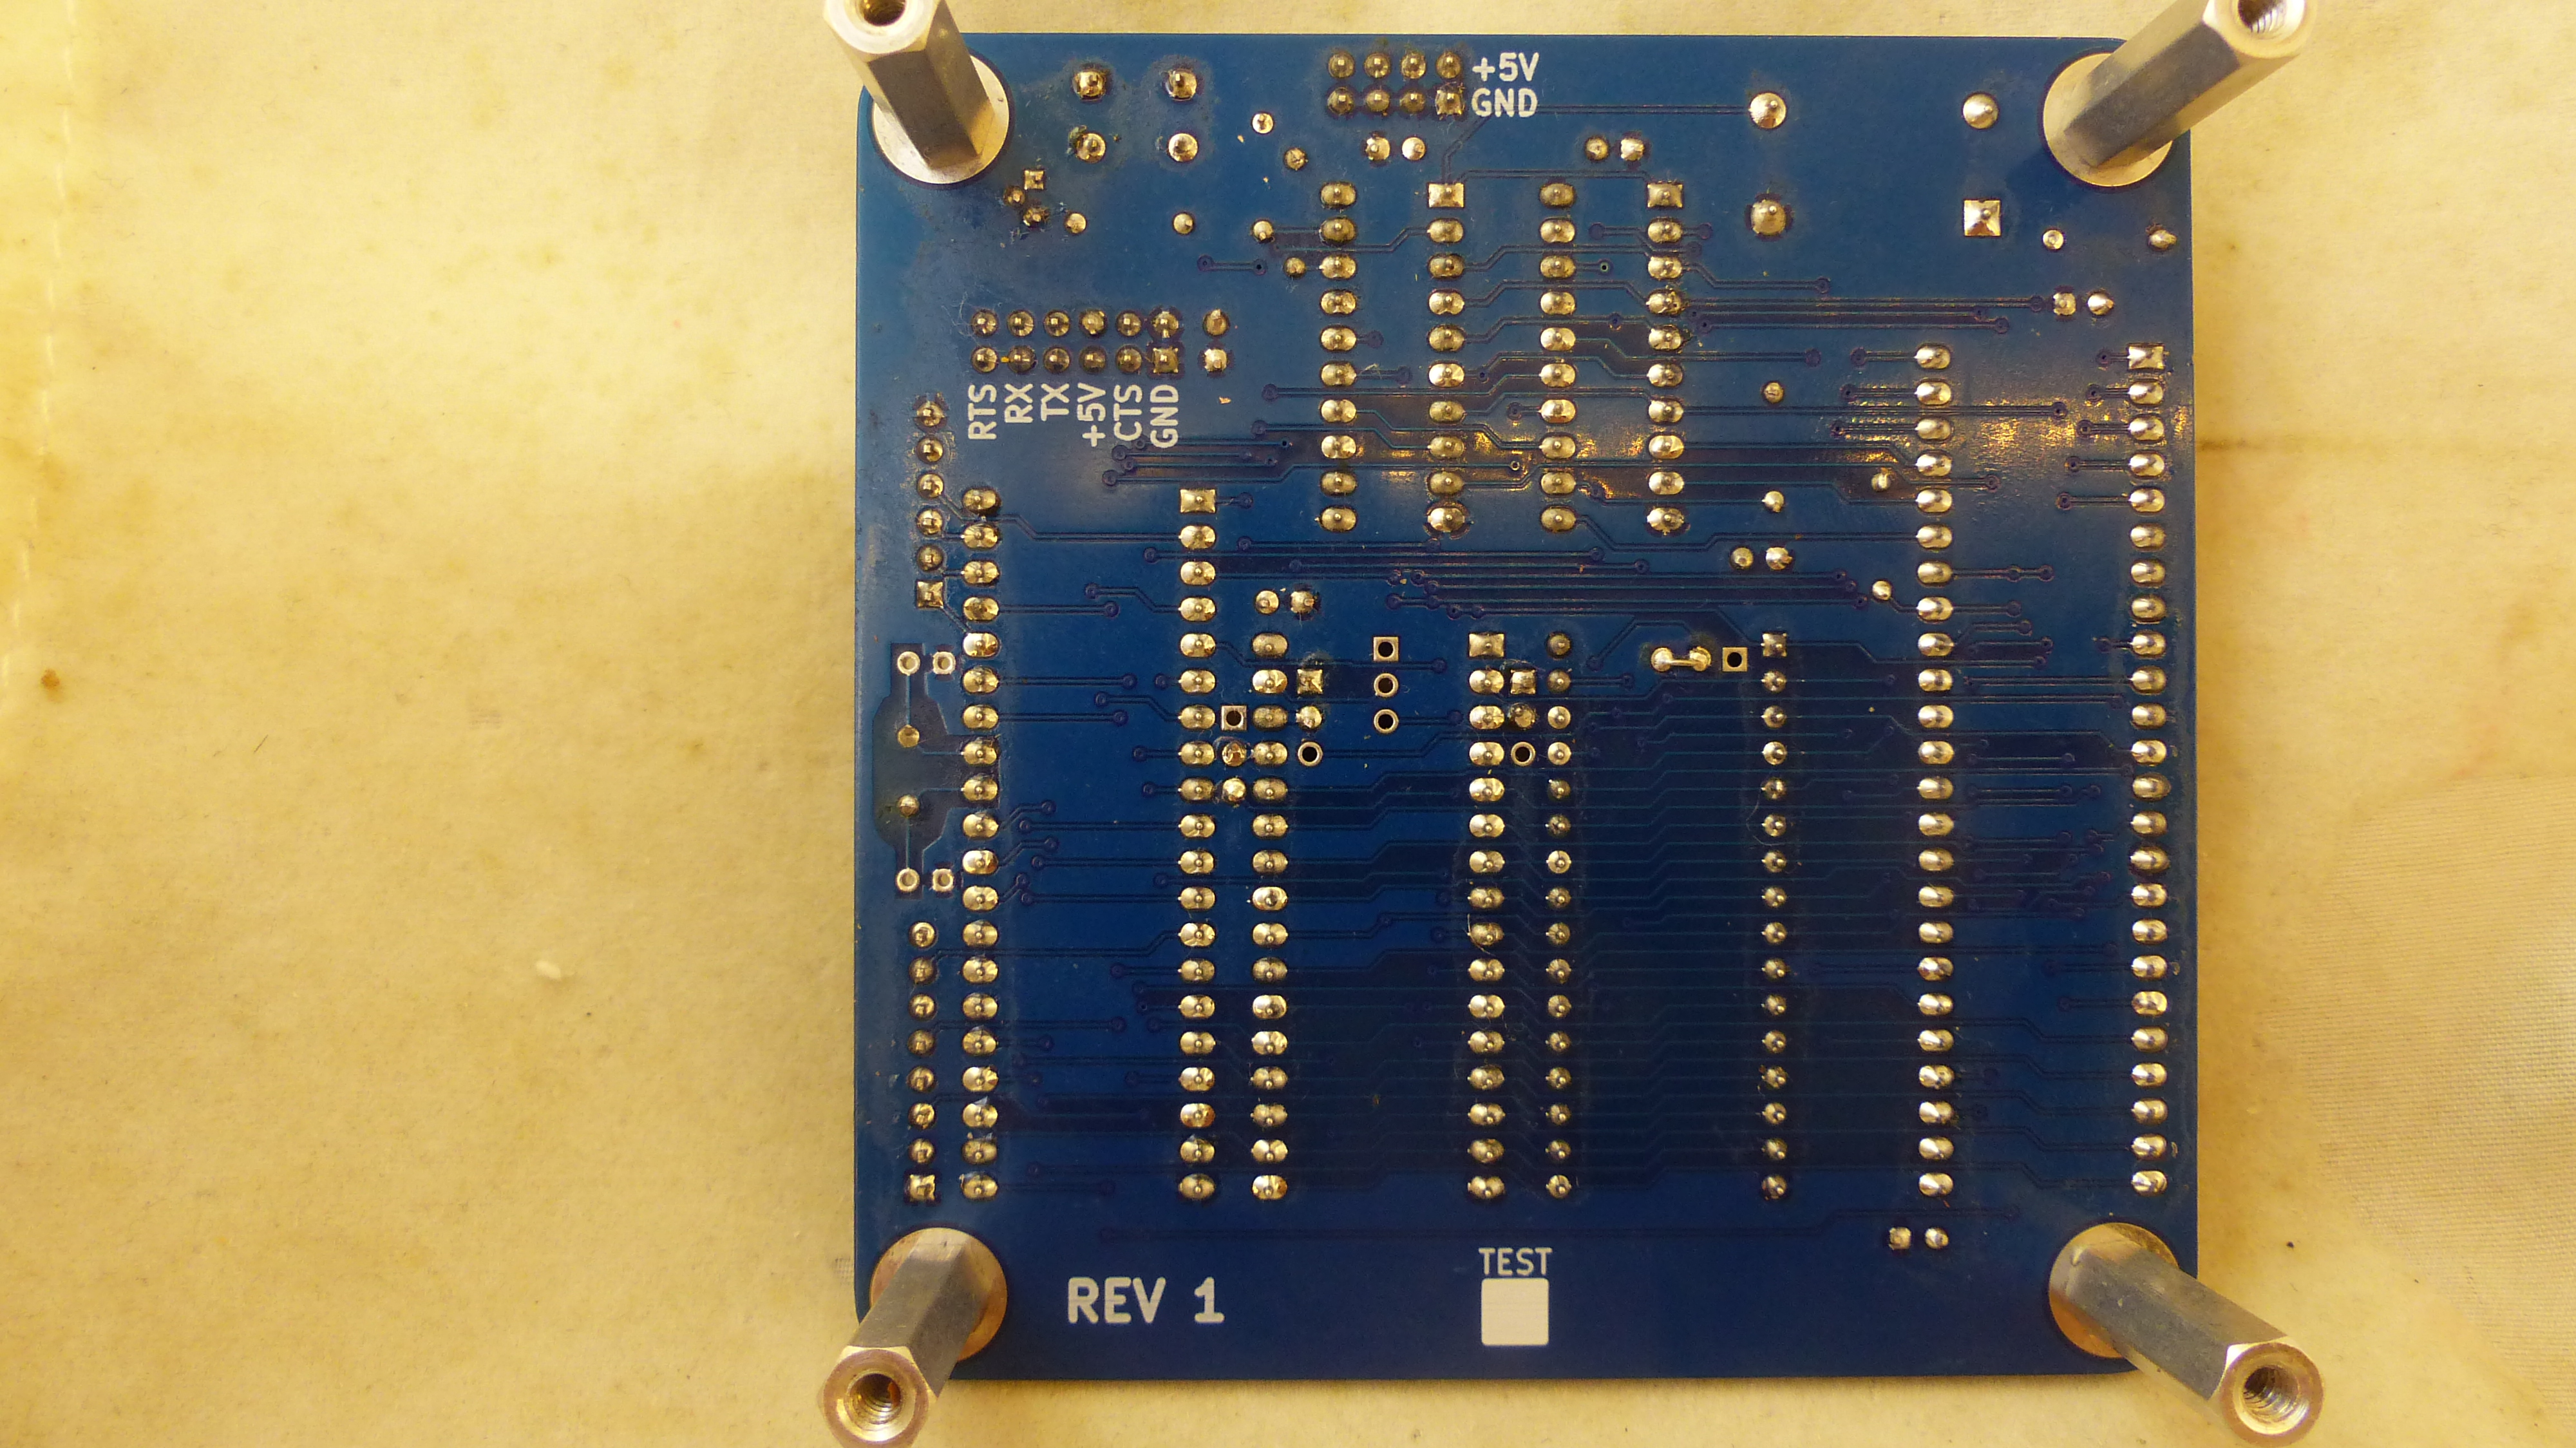 +5V
GND
RTS
RX
TX
+5V
CTS
GND
REV 1
TEST